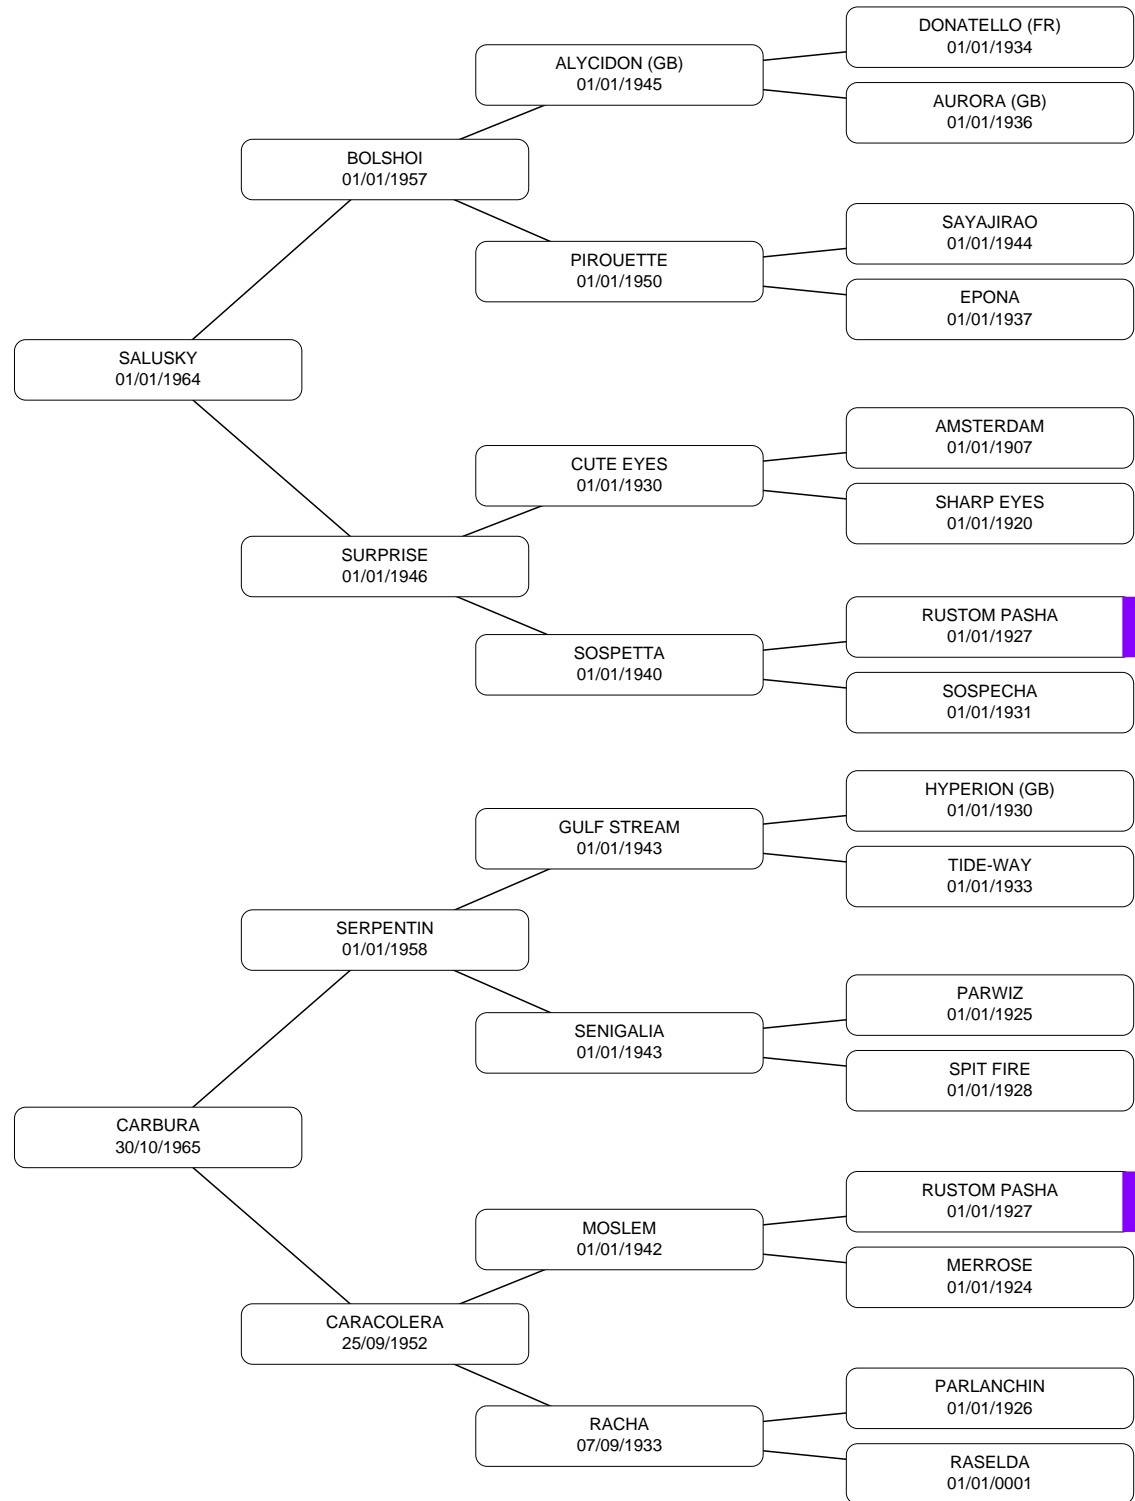 DONATELLO (FR)
01/01/1934
ALYCIDON (GB)
01/01/1945
AURORA (GB)
01/01/1936
BOLSHOI
01/01/1957
SAYAJIRAO
01/01/1944
PIROUETTE
01/01/1950
EPONA
01/01/1937
SALUSKY
01/01/1964
AMSTERDAM
01/01/1907
CUTE EYES
01/01/1930
SHARP EYES
01/01/1920
SURPRISE
01/01/1946
RUSTOM PASHA
01/01/1927
SOSPETTA
01/01/1940
SOSPECHA
01/01/1931
HYPERION (GB)
01/01/1930
GULF STREAM
01/01/1943
TIDE-WAY
01/01/1933
SERPENTIN
01/01/1958
PARWIZ
01/01/1925
SENIGALIA
01/01/1943
SPIT FIRE
01/01/1928
CARBURA
30/10/1965
RUSTOM PASHA
01/01/1927
MOSLEM
01/01/1942
MERROSE
01/01/1924
CARACOLERA
25/09/1952
PARLANCHIN
01/01/1926
RACHA
07/09/1933
RASELDA
01/01/0001